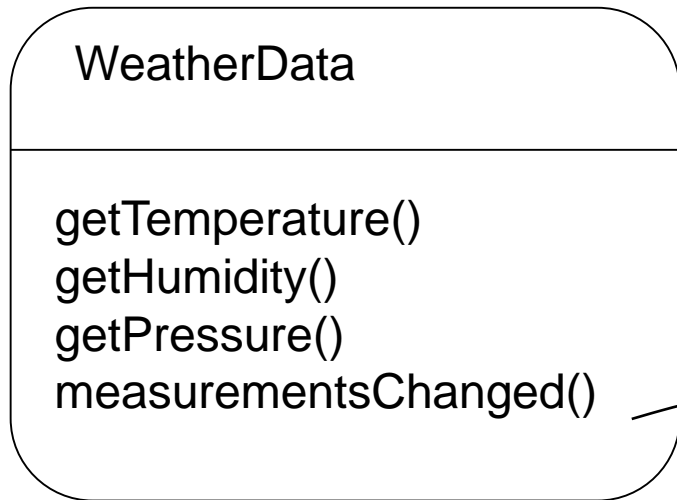 WeatherData
getTemperature()
getHumidity()
getPressure()
measurementsChanged()